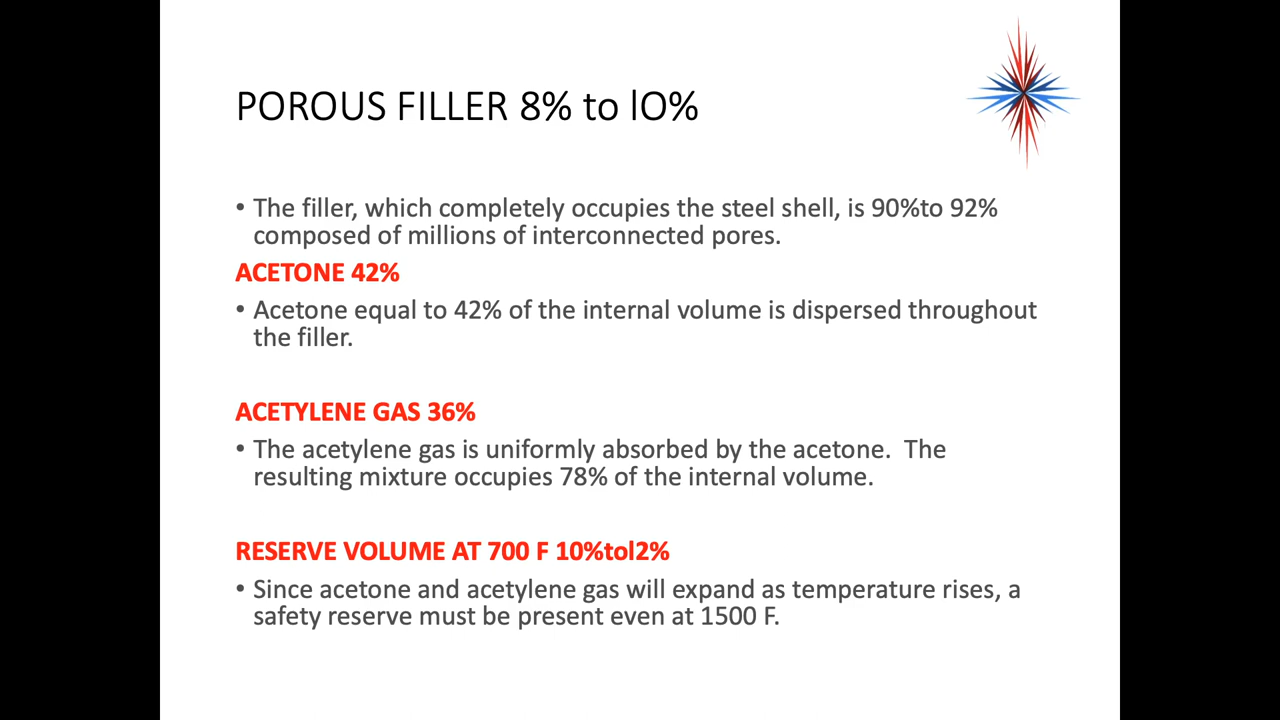 POROUS FILLER 8% to lO%
• The filler, which completely occupies the steel shell, is 90%to 92%
composed of millions of interconnected pores.
ACETONE 42%
• Acetone equal to 42% of the internal volume is dispersed throughout
the filler.
ACETYLENE GAS 36%
• The acetylene gas is uniformly absorbed by the acetone.  The
resulting mixture occupies 78% of the internal volume.
RESERVE VOLUME AT 700 F 10%tol2%
• Since acetone and acetylene gas will expand as temperature rises, a
safety reserve must be present even at 1500 F.